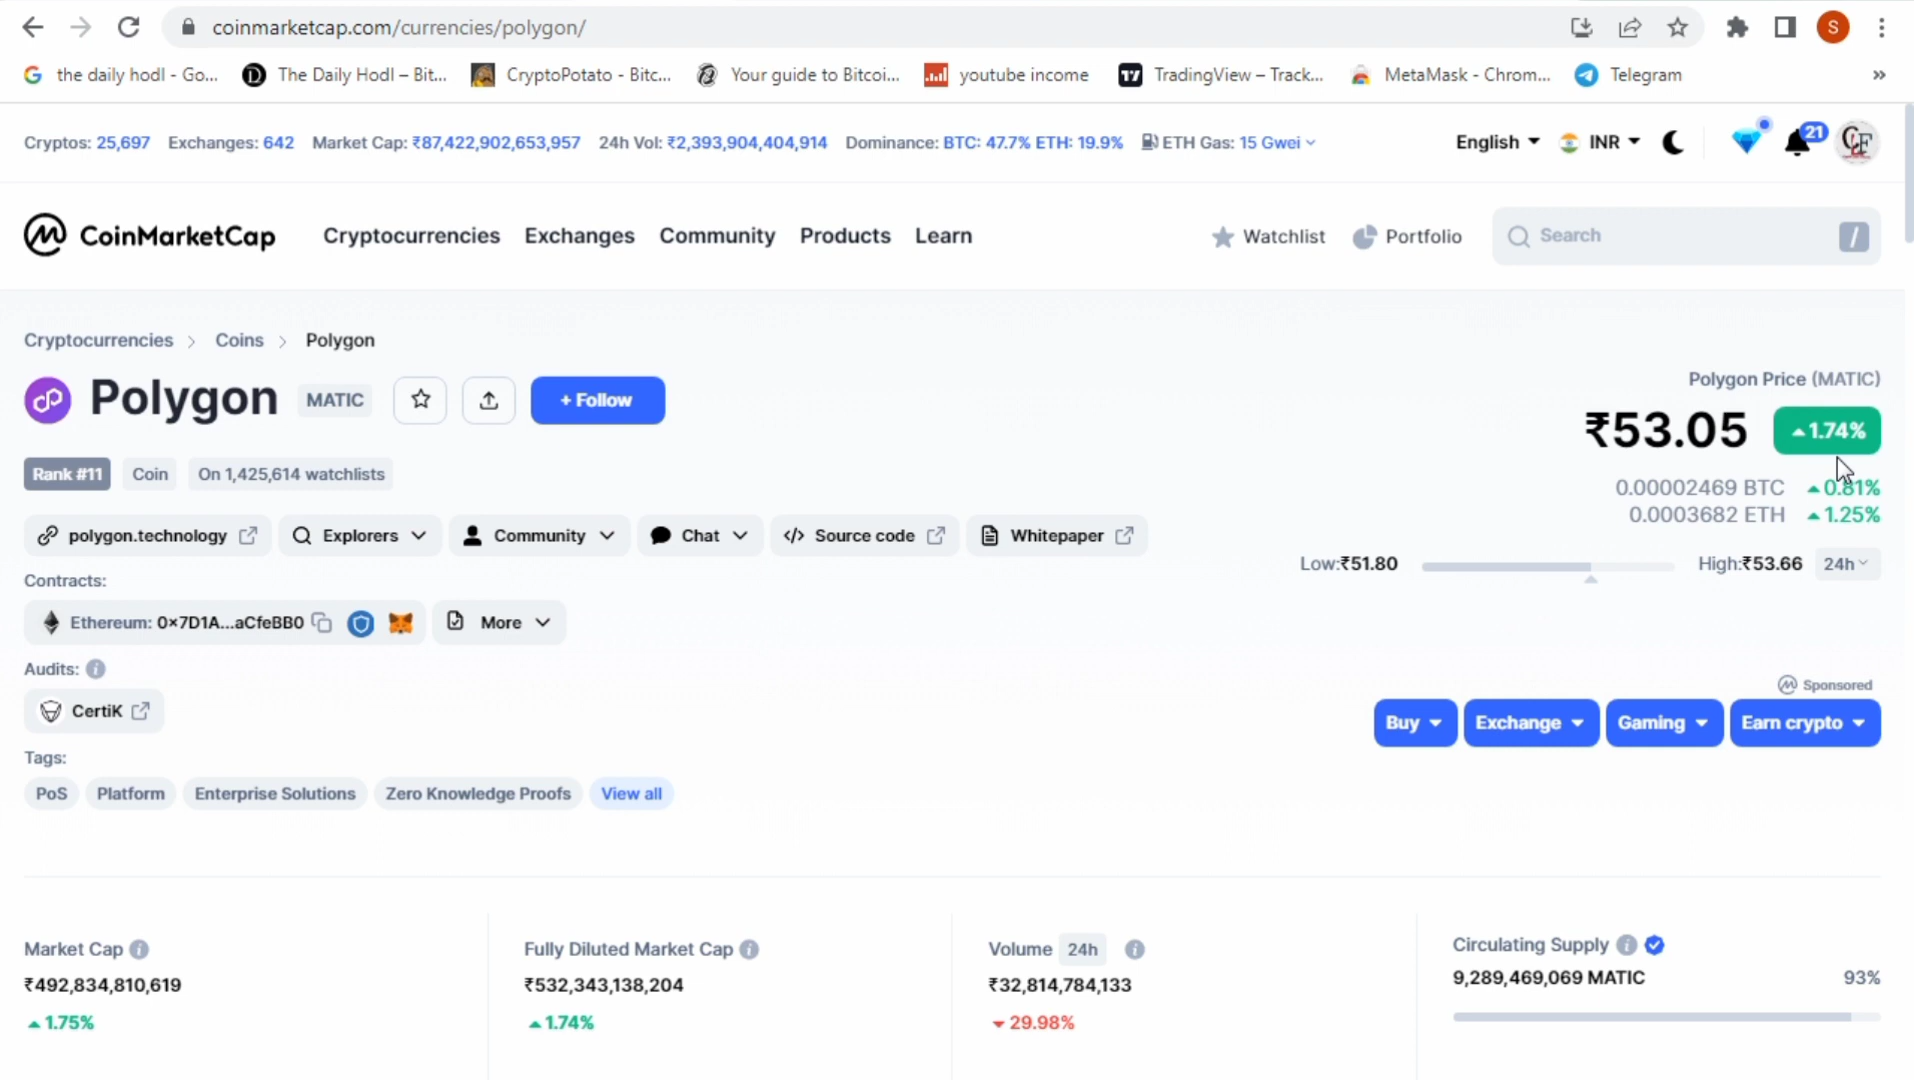 coinmarketcap.com/currencies/polygon/
S
the daily hodl - Go... The Daily Hodl – Bit... CryptoPotato - Bitc... Your guide to Bitcoi... youtube income TradingView – Track... MetaMask - Chrom... Telegram »
Cryptos: 25,697 Exchanges: 642 Market Cap: ₹87,422,902,653,957 24h Vol: ₹2,393,904,404,914 Dominance: BTC: 47.7% ETH: 19.9% ETH Gas: 15 Gwei English INR 21
CoinMarketCap Cryptocurrencies Exchanges Community Products Learn Watchlist Portfolio Search /
Cryptocurrencies > Coins > Polygon
Polygon MATIC + Follow
Polygon Price (MATIC)
₹53.05 1.74%
Rank #11 Coin On 1,425,614 watchlists
0.00002469 BTC 0.81%
0.0003682 ETH 1.25%
polygon.technology Explorers Community Chat Source code Whitepaper
Low:₹51.80 High:₹53.66 24h
Contracts:
Ethereum: 0x7D1A...aCfeBB0 More
Audits:
CertiK
Sponsored
Buy Exchange Gaming Earn crypto
Tags:
PoS Platform Enterprise Solutions Zero Knowledge Proofs View all
Market Cap
₹492,834,810,619
1.75%
Fully Diluted Market Cap
₹532,343,138,204
1.74%
Volume 24h
₹32,814,784,133
29.98%
Circulating Supply
9,289,469,069 MATIC 93%